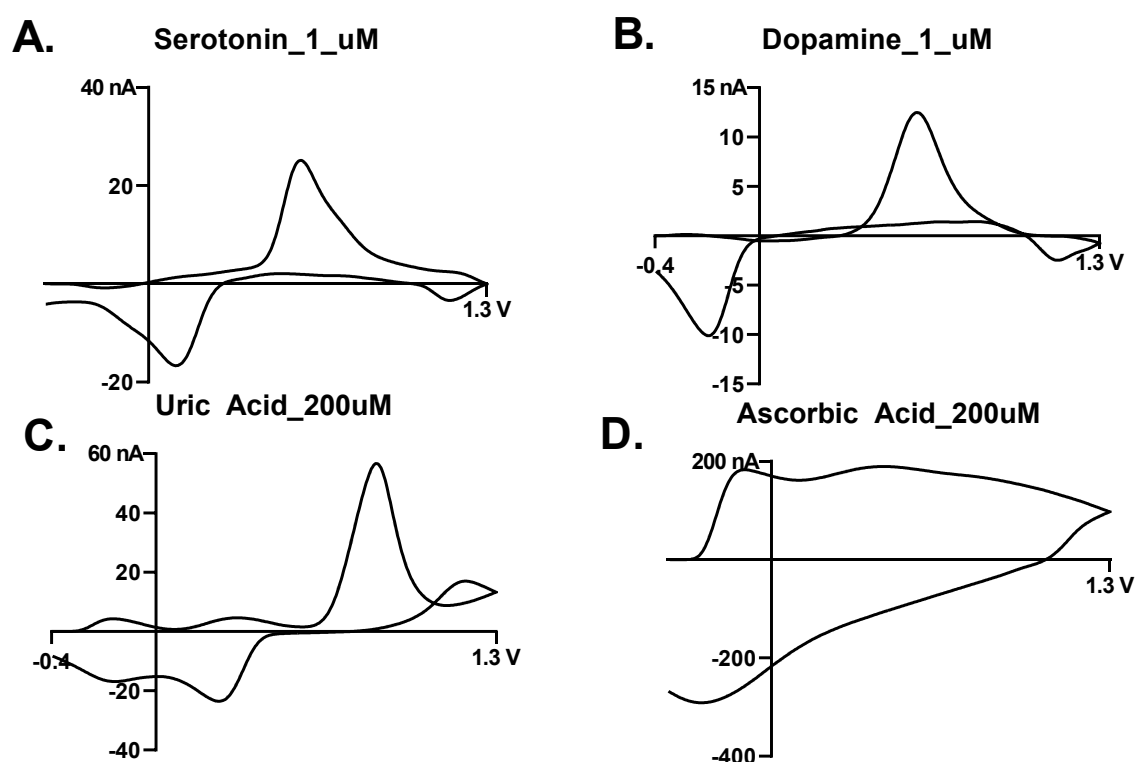 A.
Serotonin_1_uM
40 nA
20
-20
1.3 V
B.
Dopamine_1_uM
15 nA
10
5
-5
-10
-15
-0.4
1.3 V
C.
Uric Acid_200uM
60 nA
40
20
-20
-40
-0.4
1.3 V
D.
Ascorbic Acid_200uM
200 nA
-200
-400
1.3 V